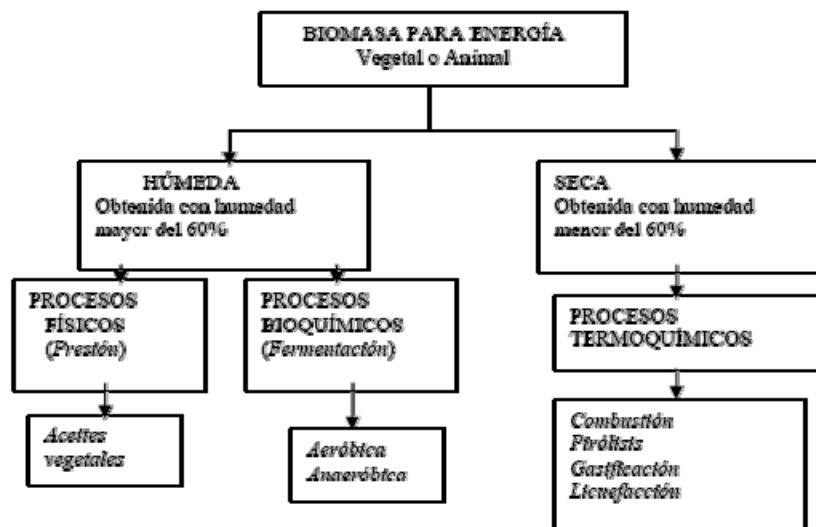 BIOMASA PARA ENERGÍA
Vegetal o Animal
HÚMEDA
Obtenida con humedad
mayor del 60%
SECA
Obtenida con humedad
menor del 60%
PROCESOS
FÍSICOS
(Presión)
PROCESOS
BIOQUÍMICOS
(Fermentación)
PROCESOS
TERMOQUÍMICOS
Aceites
vegetales
Aeróbica
Anaeróbica
Combustión
Pirólisis
Gasificación
Licuefacción